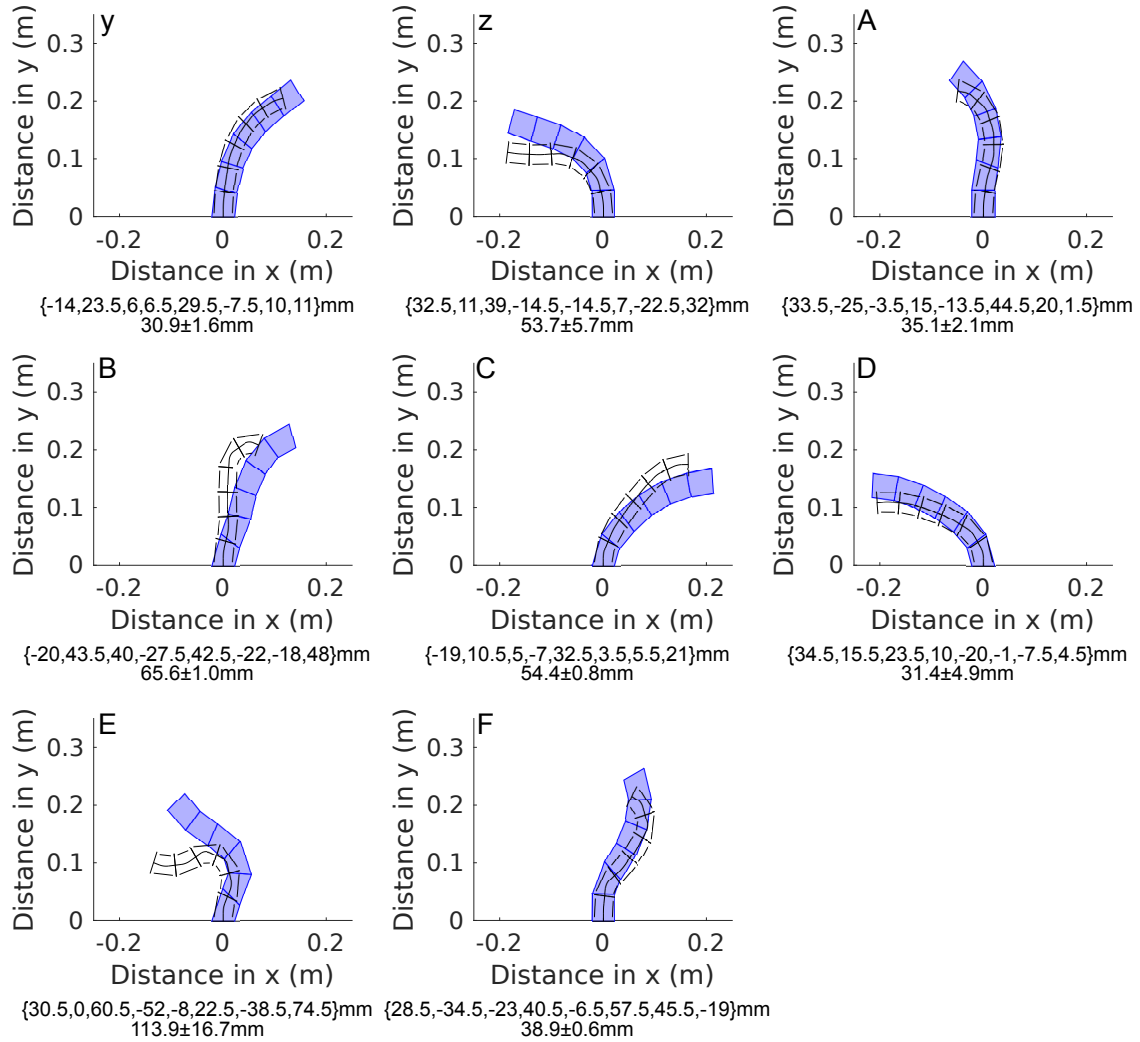 y
Distance in y (m)
0.3
0.2
0.1
0
-0.2
0
0.2
Distance in x (m)
{-14,23.5,6,6.5,29.5,-7.5,10,11}mm
30.9±1.6mm
z
Distance in y (m)
0.3
0.2
0.1
0
-0.2
0
0.2
Distance in x (m)
{32.5,11,39,-14.5,-14.5,7,-22.5,32}mm
53.7±5.7mm
A
Distance in y (m)
0.3
0.2
0.1
0
-0.2
0
0.2
Distance in x (m)
{33.5,-25,-3.5,15,-13.5,44.5,20,1.5}mm
35.1±2.1mm
B
Distance in y (m)
0.3
0.2
0.1
0
-0.2
0
0.2
Distance in x (m)
{-20,43.5,40,-27.5,42.5,-22,-18,48}mm
65.6±1.0mm
C
Distance in y (m)
0.3
0.2
0.1
0
-0.2
0
0.2
Distance in x (m)
{-19,10.5,5,-7,32.5,3.5,5.5,21}mm
54.4±0.8mm
D
Distance in y (m)
0.3
0.2
0.1
0
-0.2
0
0.2
Distance in x (m)
{34.5,15.5,23.5,10,-20,-1,-7.5,4.5}mm
31.4±4.9mm
E
Distance in y (m)
0.3
0.2
0.1
0
-0.2
0
0.2
Distance in x (m)
{30.5,0,60.5,-52,-8,22.5,-38.5,74.5}mm
113.9±16.7mm
F
Distance in y (m)
0.3
0.2
0.1
0
-0.2
0
0.2
Distance in x (m)
{28.5,-34.5,-23,40.5,-6.5,57.5,45.5,-19}mm
38.9±0.6mm